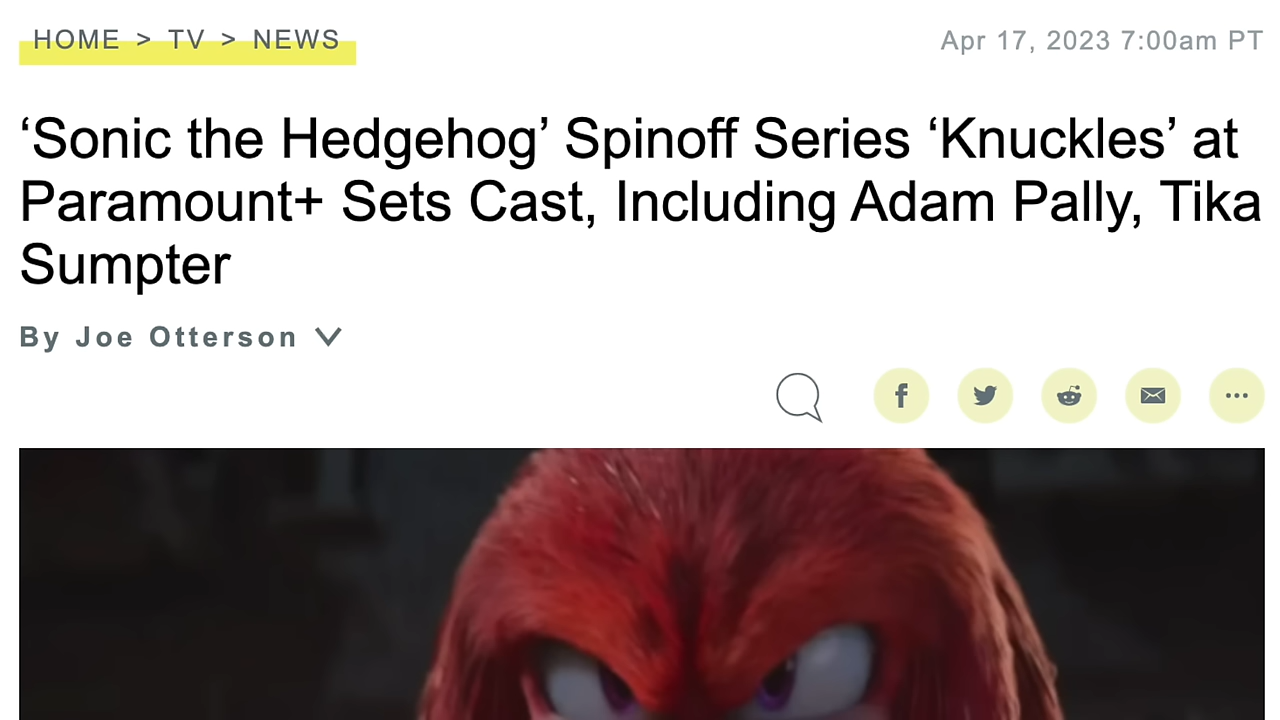 HOME > TV > NEWS
Apr 17, 2023 7:00am PT
‘Sonic the Hedgehog’ Spinoff Series ‘Knuckles’ at
Paramount+ Sets Cast, Including Adam Pally, Tika
Sumpter
By Joe Otterson